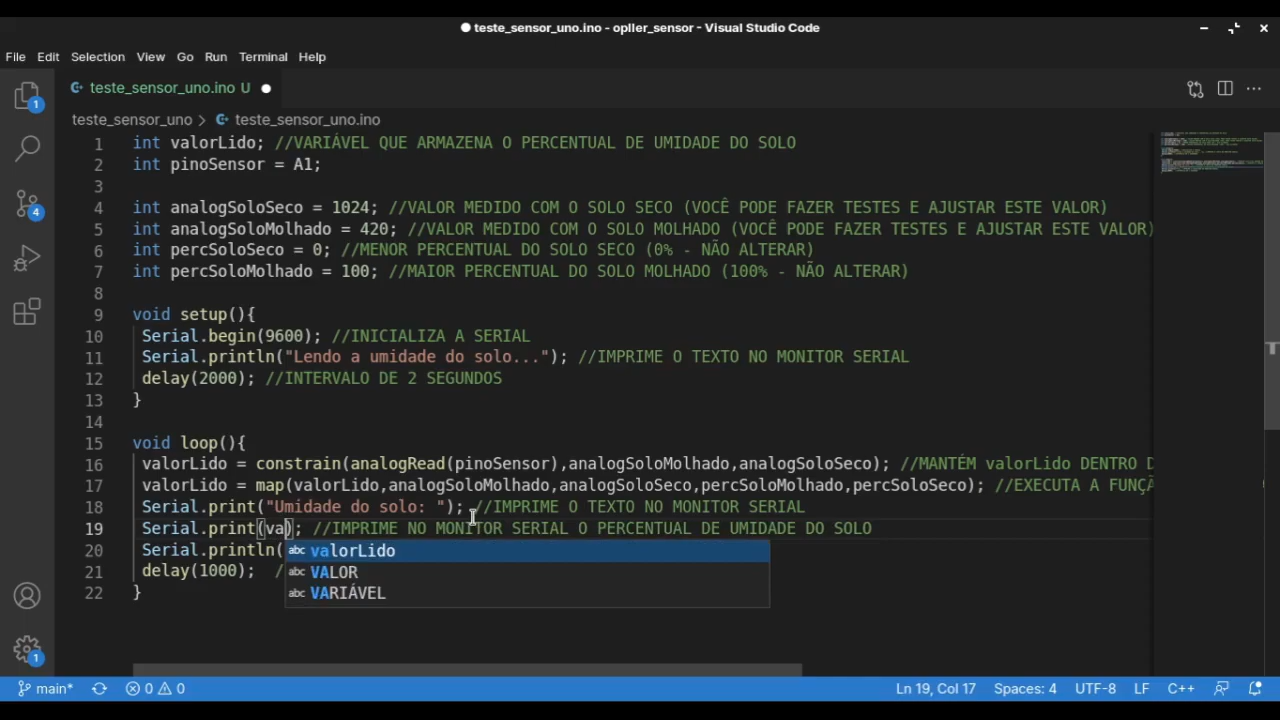 teste_sensor_uno.ino - opller_sensor - Visual Studio Code
File Edit Selection View Go Run Terminal Help
teste_sensor_uno.ino U
teste_sensor_uno > teste_sensor_uno.ino
1 int valorLido; //VARIÁVEL QUE ARMAZENA O PERCENTUAL DE UMIDADE DO SOLO
2 int pinoSensor = A1;
3
4 int analogSoloSeco = 1024; //VALOR MEDIDO COM O SOLO SECO (VOCÊ PODE FAZER TESTES E AJUSTAR ESTE VALOR)
5 int analogSoloMolhado = 420; //VALOR MEDIDO COM O SOLO MOLHADO (VOCÊ PODE FAZER TESTES E AJUSTAR ESTE VALOR)
6 int percSoloSeco = 0; //MENOR PERCENTUAL DO SOLO SECO (0% - NÃO ALTERAR)
7 int percSoloMolhado = 100; //MAIOR PERCENTUAL DO SOLO MOLHADO (100% - NÃO ALTERAR)
8
9 void setup(){
10 Serial.begin(9600); //INICIALIZA A SERIAL
11 Serial.println("Lendo a umidade do solo..."); //IMPRIME O TEXTO NO MONITOR SERIAL
12 delay(2000); //INTERVALO DE 2 SEGUNDOS
13 }
14
15 void loop(){
16 valorLido = constrain(analogRead(pinoSensor),analogSoloMolhado,analogSoloSeco); //MANTÉM valorLido DENTRO D
17 valorLido = map(valorLido,analogSoloMolhado,analogSoloSeco,percSoloMolhado,percSoloSeco); //EXECUTA A FUNÇÃ
18 Serial.print("Umidade do solo: "); //IMPRIME O TEXTO NO MONITOR SERIAL
19 Serial.print(va); //IMPRIME NO MONITOR SERIAL O PERCENTUAL DE UMIDADE DO SOLO
20 Serial.println( abc valorLido
21 delay(1000); / abc VALOR
22 } abc VARIÁVEL
1
4
1
main* 0 0 Ln 19, Col 17 Spaces: 4 UTF-8 LF C++